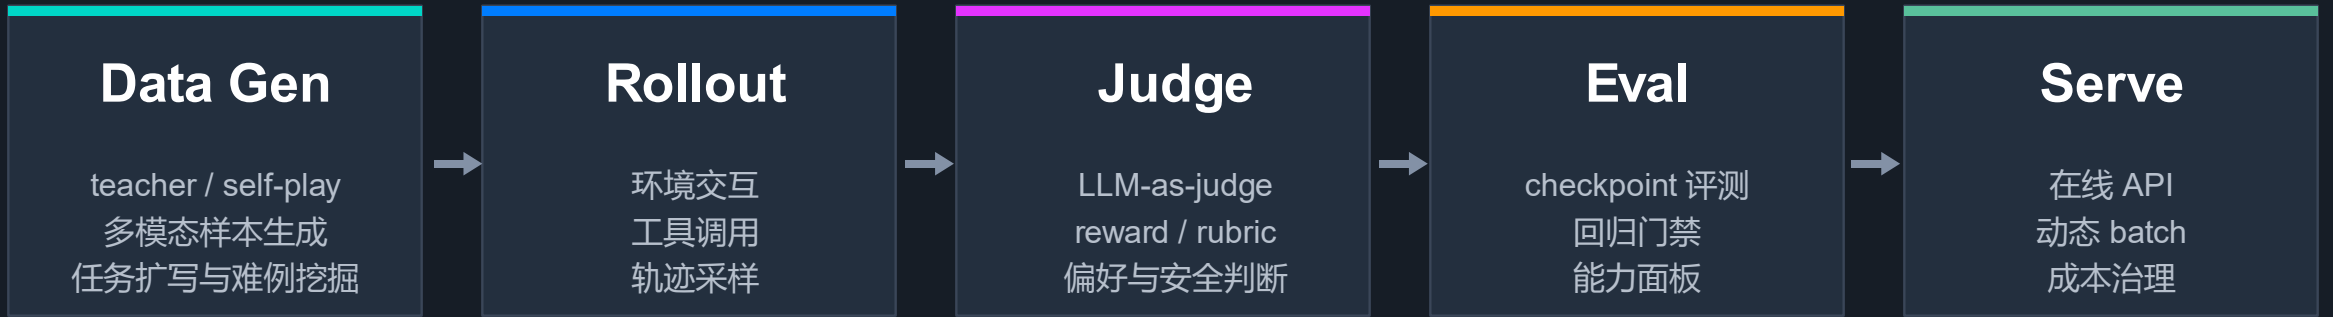 Data Gen
teacher / self-play
多模态样本生成
任务扩写与难例挖掘
Rollout
环境交互
工具调用
轨迹采样
Judge
LLM-as-judge
reward / rubric
偏好与安全判断
Eval
checkpoint 评测
回归门禁
能力面板
Serve
在线 API
动态 batch
成本治理